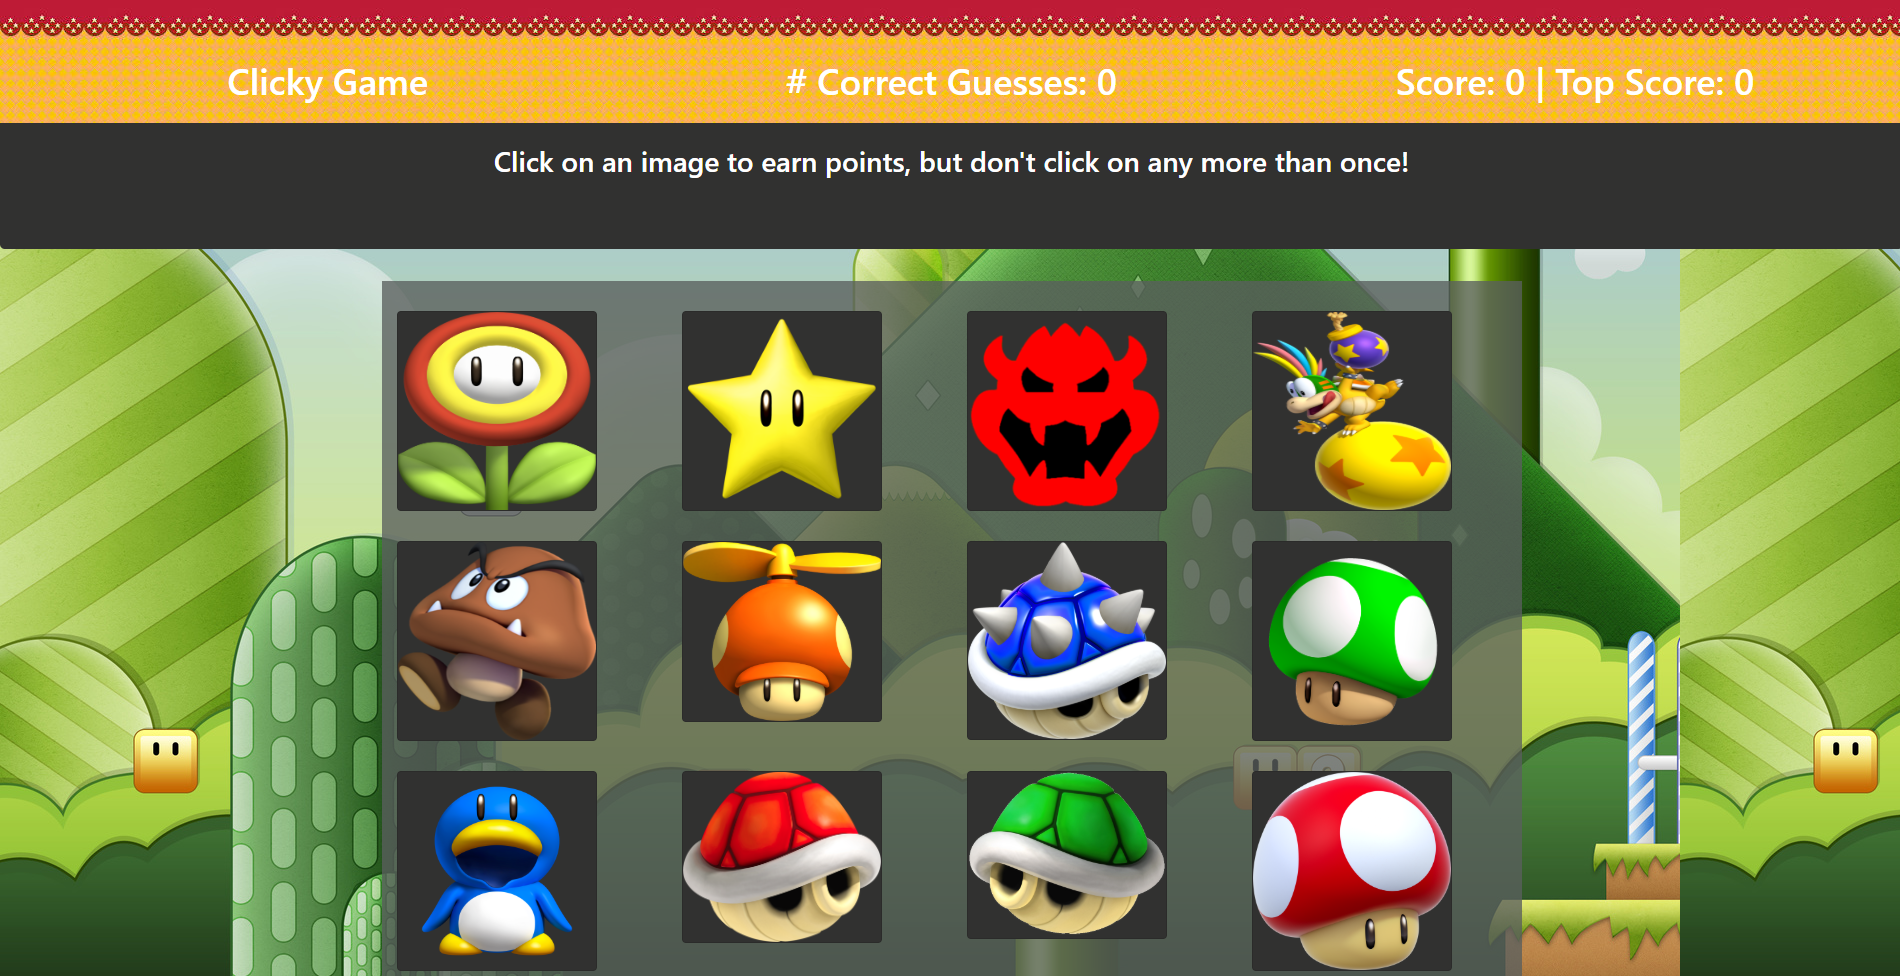 Clicky Game
# Correct Guesses: 0
Score: 0 | Top Score: 0
Click on an image to earn points, but don't click on any more than once!